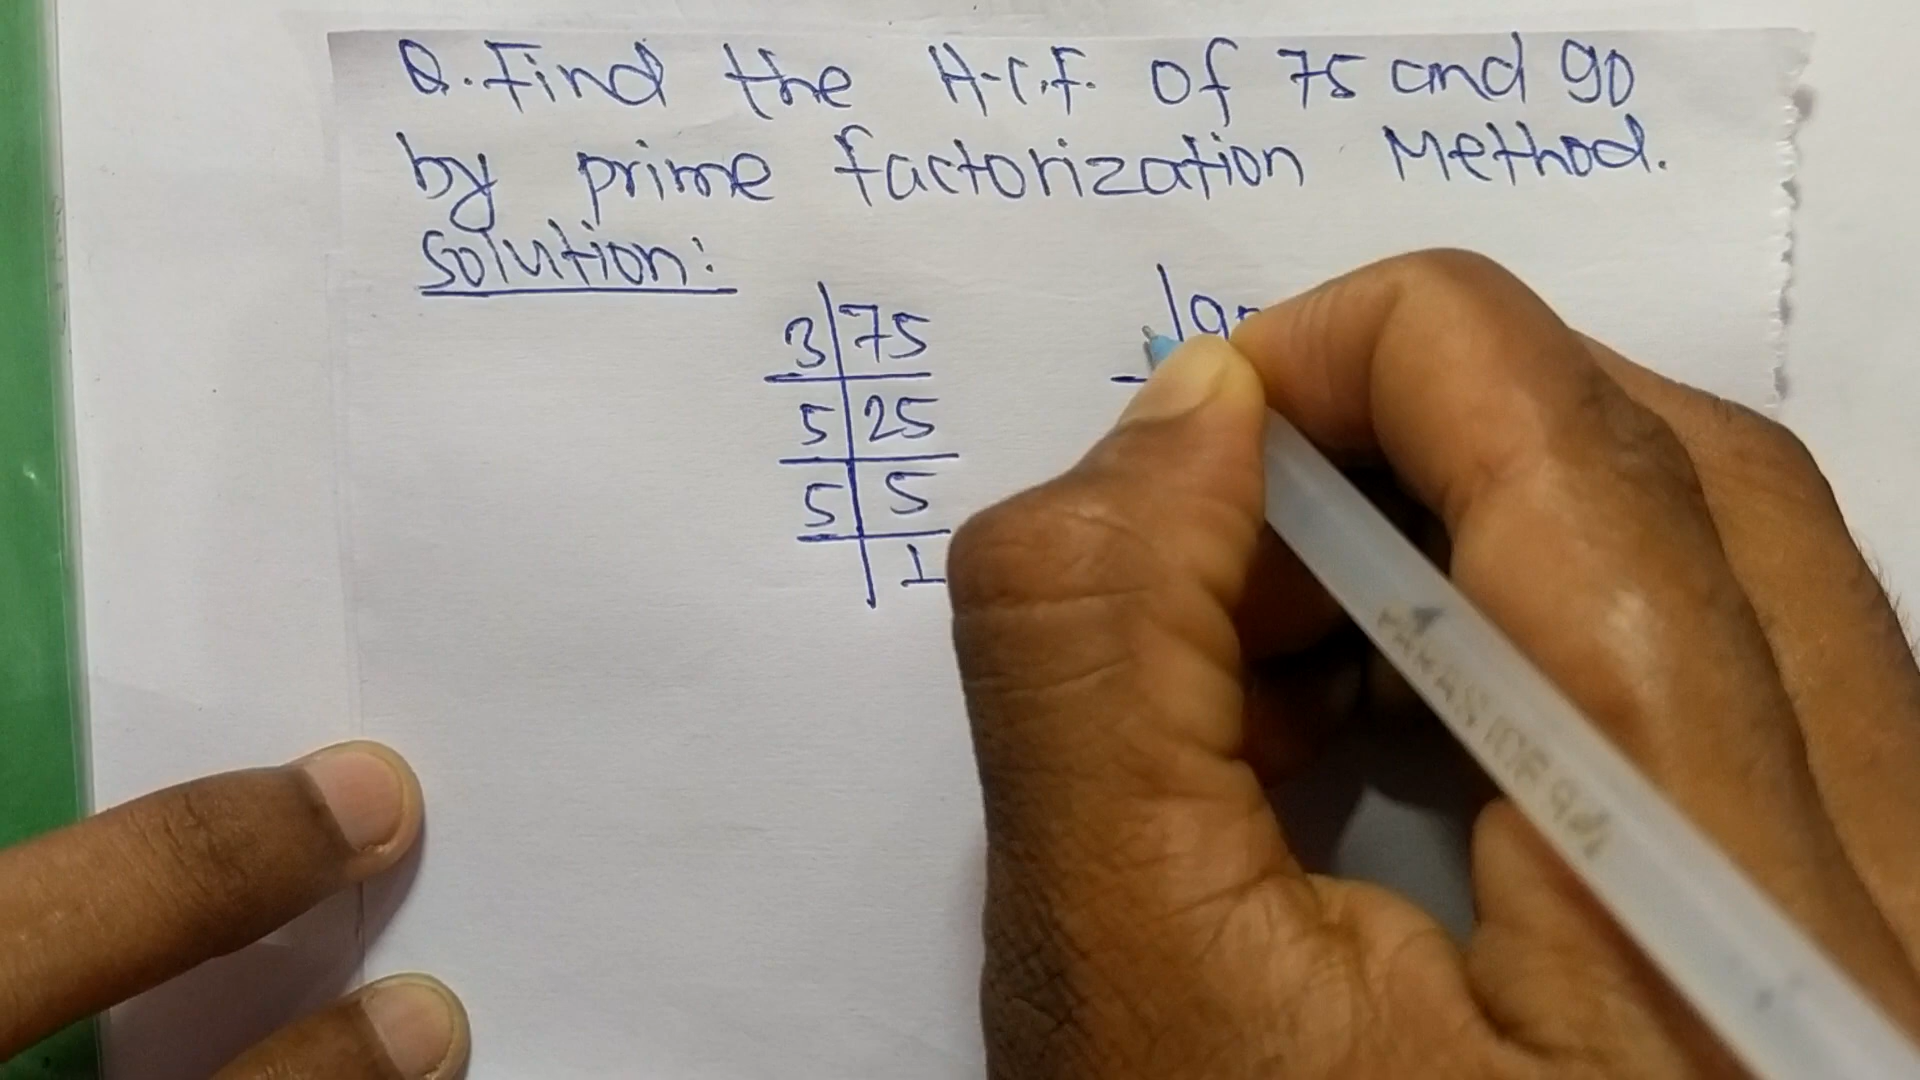 Q. Find the H.C.F. of 75 and 90
by prime factorization Method.
Solution:
3 75
5 25
5 5
1